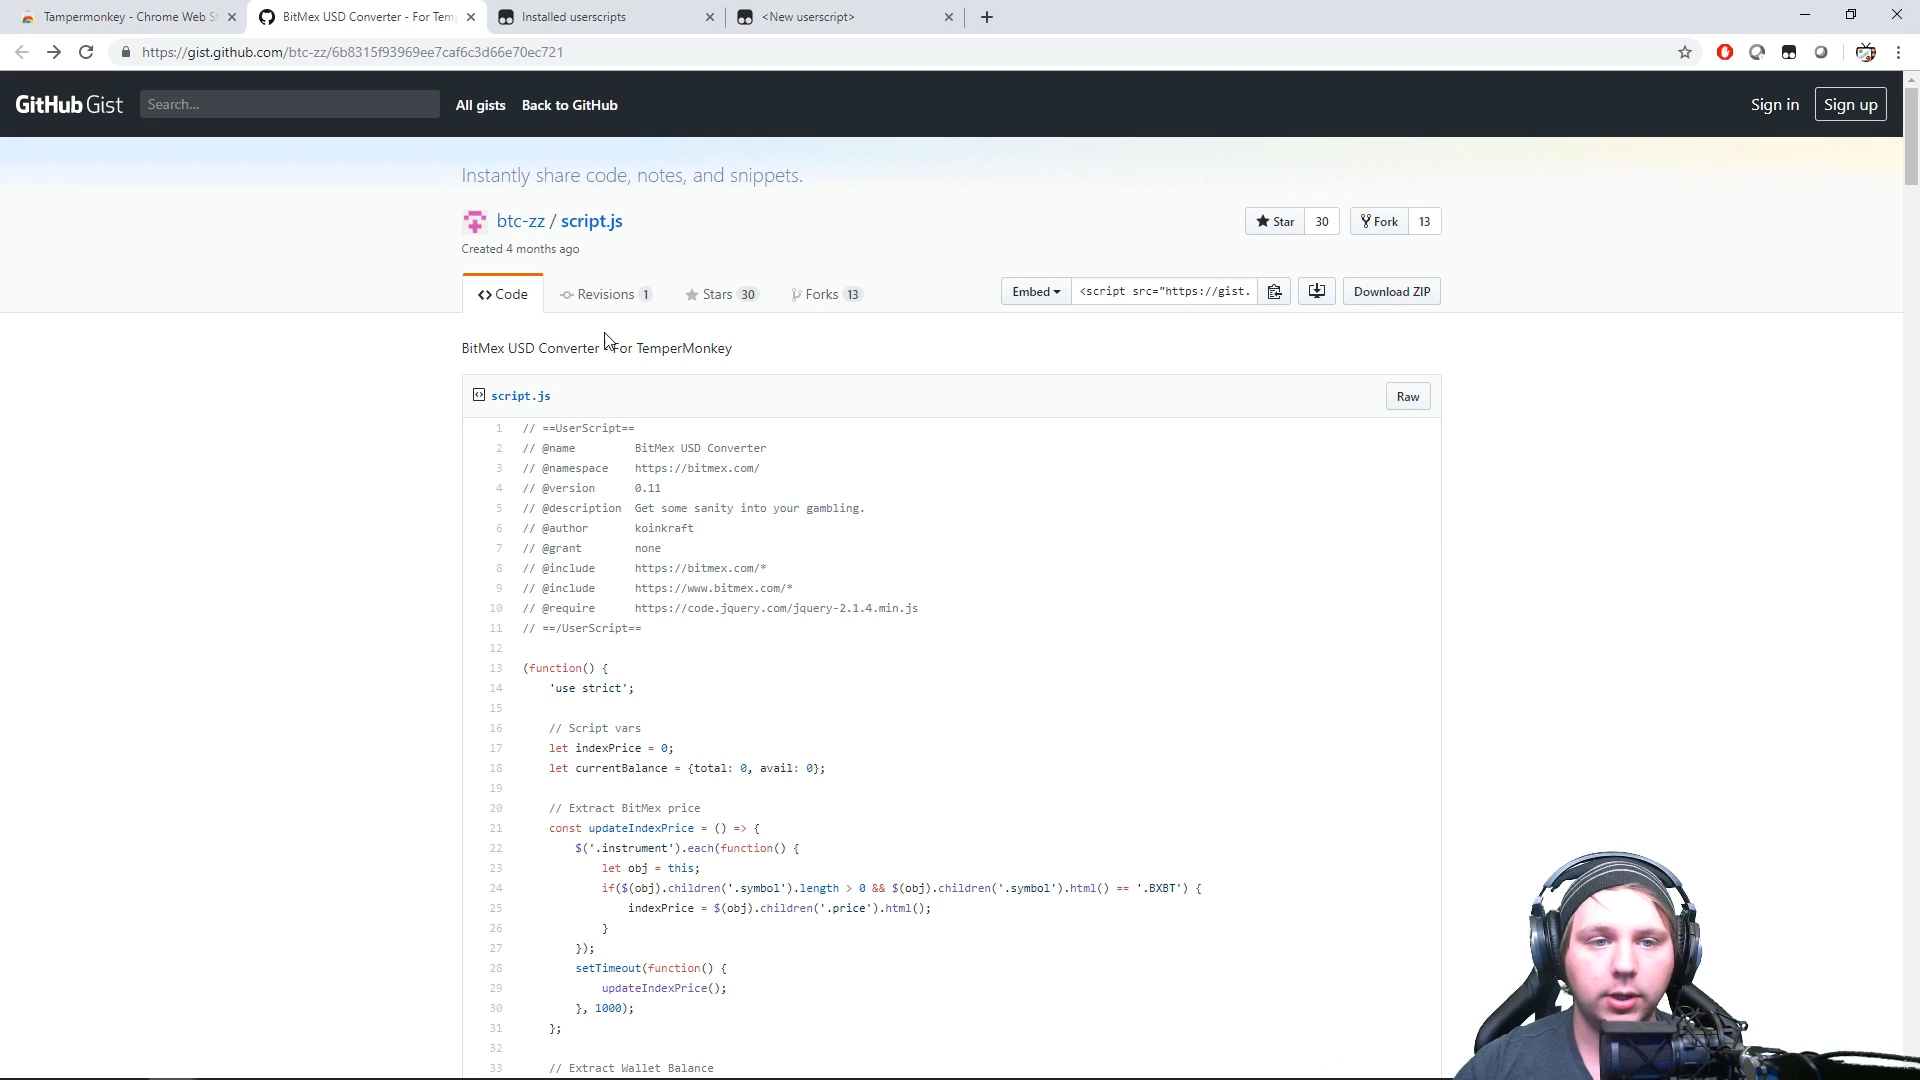 Tampermonkey - Chrome Web St
BitMex USD Converter - For Temp
Installed userscripts
<New userscript>
https://gist.github.com/btc-zz/6b8315f93969ee7caf6c3d66e70ec721
GitHub Gist
Search...
All gists
Back to GitHub
Sign in
Sign up
Instantly share code, notes, and snippets.
btc-zz / script.js
Star 30
Fork 13
Created 4 months ago
Code
Revisions 1
Stars 30
Forks 13
Embed
<script src="https://gist.
Download ZIP
BitMex USD Converter - For TemperMonkey
script.js
Raw
1 // ==UserScript==
2 // @name BitMex USD Converter
3 // @namespace https://bitmex.com/
4 // @version 0.11
5 // @description Get some sanity into your gambling.
6 // @author koinkraft
7 // @grant none
8 // @include https://bitmex.com/*
9 // @include https://www.bitmex.com/*
10 // @require https://code.jquery.com/jquery-2.1.4.min.js
11 // ==/UserScript==
12
13 (function() {
14 'use strict';
15
16 // Script vars
17 let indexPrice = 0;
18 let currentBalance = {total: 0, avail: 0};
19
20 // Extract BitMex price
21 const updateIndexPrice = () => {
22 $('.instrument').each(function() {
23 let obj = this;
24 if($(obj).children('.symbol').length > 0 && $(obj).children('.symbol').html() == '.BXBT') {
25 indexPrice = $(obj).children('.price').html();
26 }
27 });
28 setTimeout(function() {
29 updateIndexPrice();
30 }, 1000);
31 };
32
33 // Extract Wallet Balance